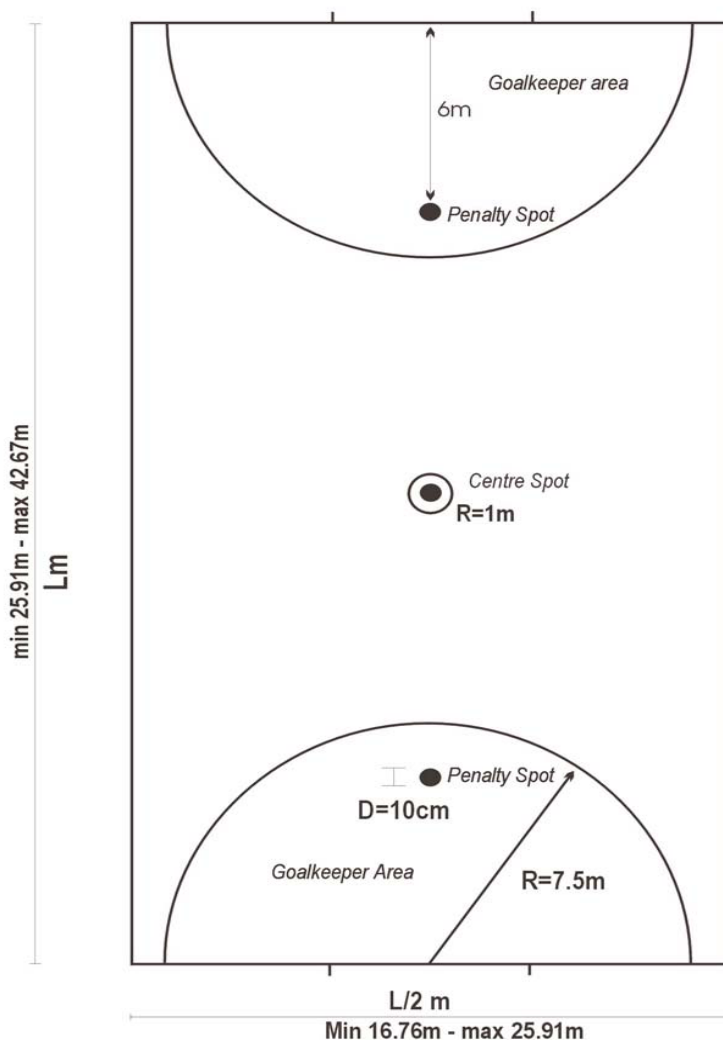 Goalkeeper area
6m
Penalty Spot
Centre Spot
R=1m
min 25.91m - max 42.67m
Lm
Penalty Spot
D=10cm
Goalkeeper Area
R=7.5m
L/2 m
Min 16.76m - max 25.91m